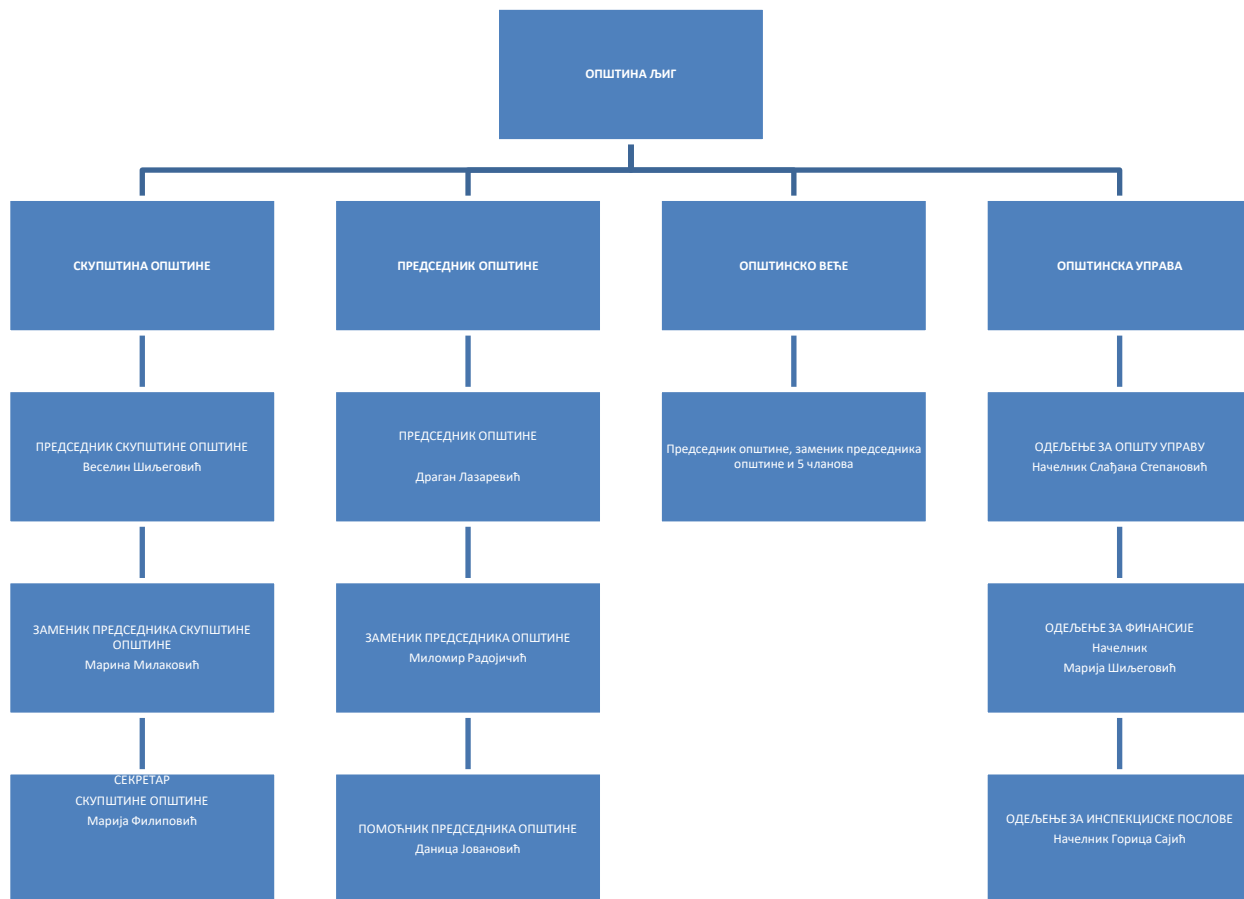 ОПШТИНА ЉИГ
СКУПШТИНА ОПШТИНЕ
ПРЕДСЕДНИК ОПШТИНЕ
ОПШТИНСКО ВЕЋЕ
ОПШТИНСКА УПРАВА
ПРЕДСЕДНИК СКУПШТИНЕ ОПШТИНЕ
Веселин Шиљеговић
ПРЕДСЕДНИК ОПШТИНЕ
Драган Лазаревић
Председник општине, заменик председника
општине и 5 чланова
ОДЕЉЕЊЕ ЗА ОПШТУ УПРАВУ
Начелник Слађана Степановић
ЗАМЕНИК ПРЕДСЕДНИКА СКУПШТИНЕ
ОПШТИНЕ
Марина Милаковић
ЗАМЕНИК ПРЕДСЕДНИКА ОПШТИНЕ
Миломир Радојичић
ОДЕЉЕЊЕ ЗА ФИНАНСИЈЕ
Начелник
Марија Шиљеговић
СЕКРЕТАР
СКУПШТИНЕ ОПШТИНЕ
Марија Филиповић
ПОМОЋНИК ПРЕДСЕДНИКА ОПШТИНЕ
Даница Јовановић
ОДЕЉЕЊЕ ЗА ИНСПЕКЦИЈСКЕ ПОСЛОВЕ
Начелник Горица Сајић